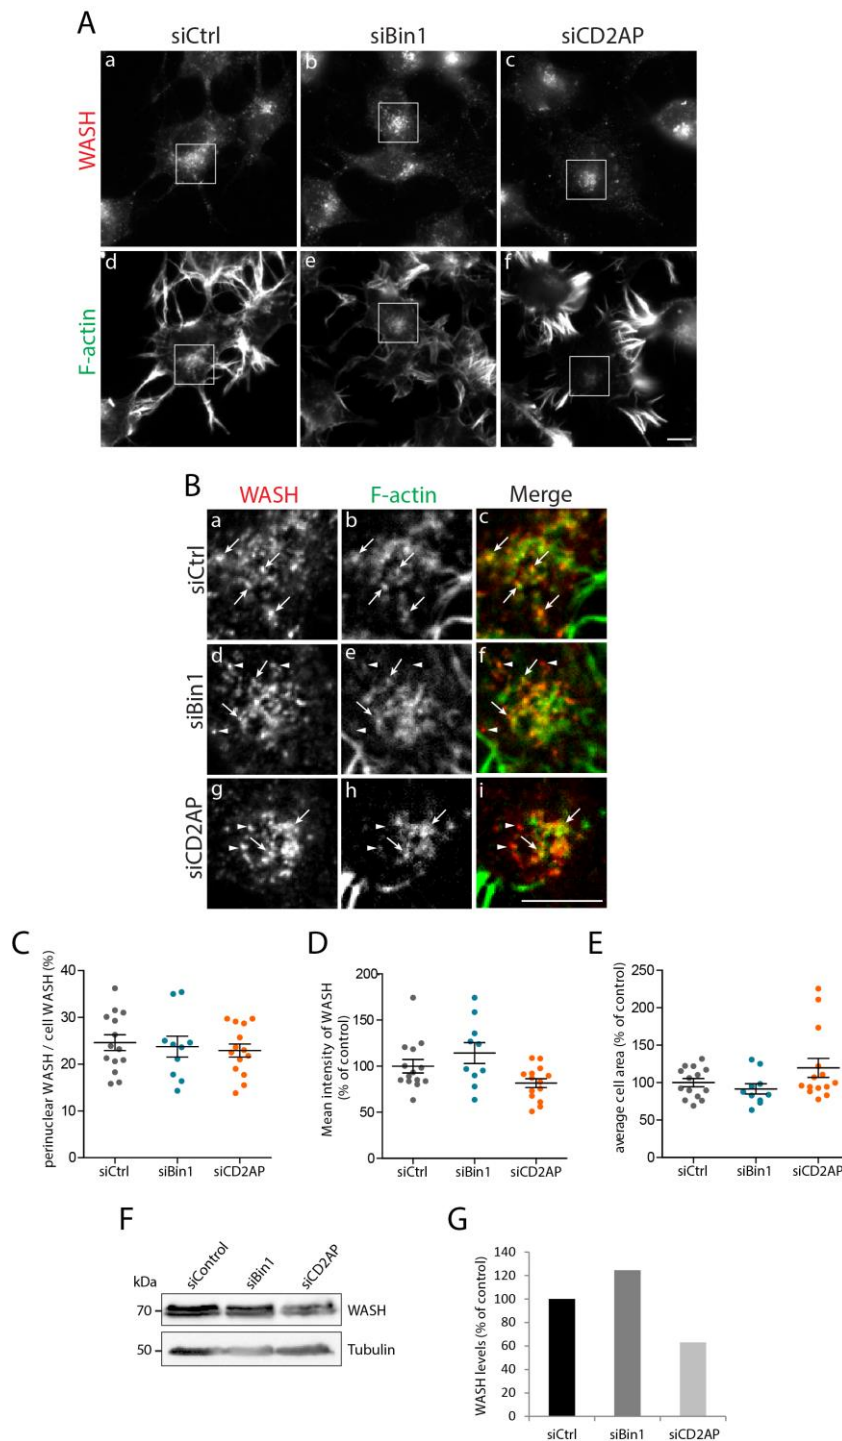 A
siCtrl siBin1 siCD2AP
a b c
WASH
d e f
F-actin
B
WASH F-actin Merge
a b c
siCtrl
d e f
siBin1
g h i
siCD2AP
C
perinuclear WASH / cell WASH (%)
40
30
20
10
0
siCtrl siBin1 siCD2AP
D
Mean intensity of WASH
(% of control)
200
150
100
50
0
siCtrl siBin1 siCD2AP
E
average cell area (% of control)
250
200
150
100
50
0
siCtrl siBin1 siCD2AP
F
siControl siBin1 siCD2AP
kDa
70 WASH
50 Tubulin
G
WASH levels (% of control)
140
120
100
80
60
40
20
0
siCtrl siBin1 siCD2AP